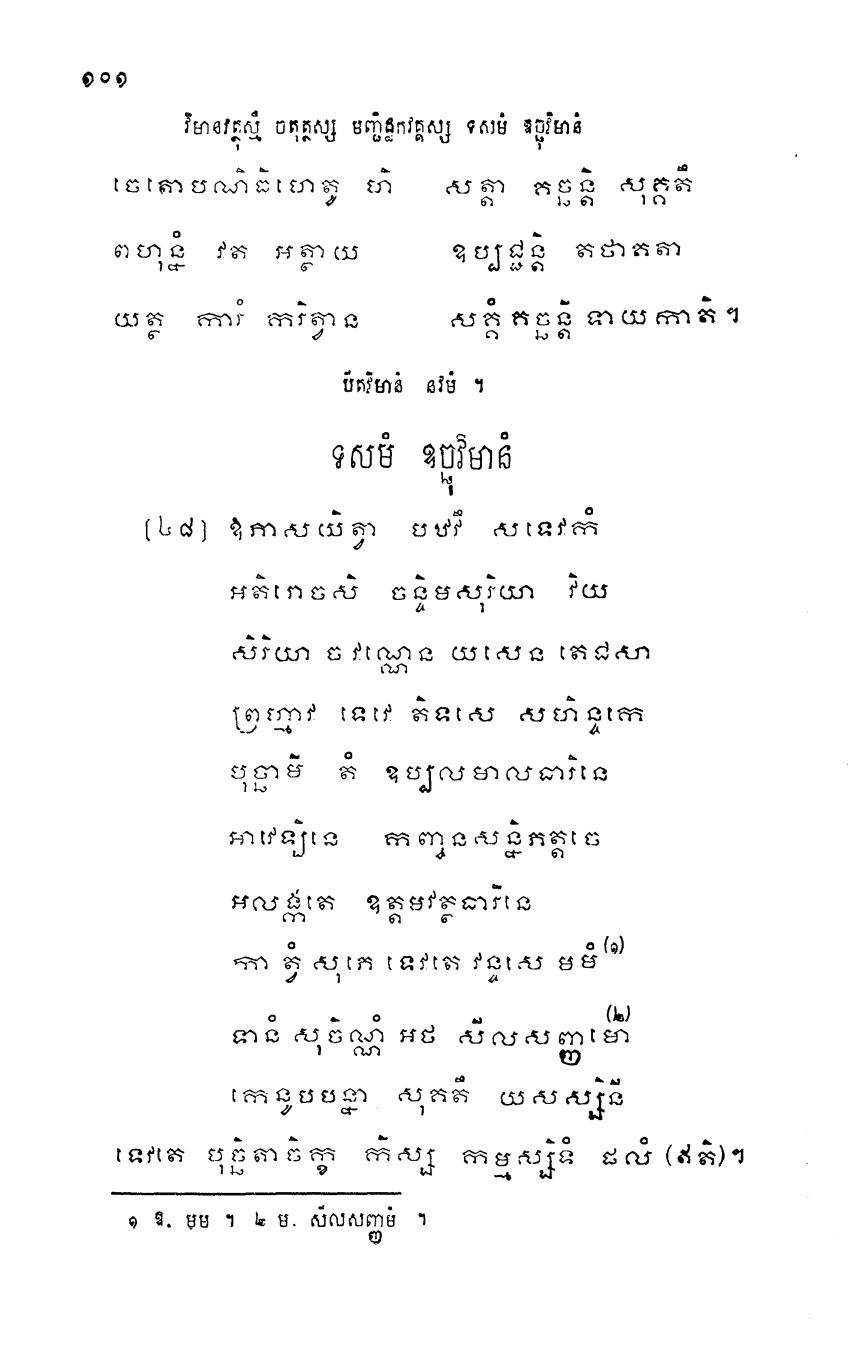 ១០១
វិមានវត្ថុស្មឹ ចតុត្ថស្ស មញ្ជិដ្ឋកវគ្គស្ស ទសមំ ឧច្ឆុវិមានំ
ចេតោបណិធិហេតូ ហិ សត្តា គច្ឆន្តិ សុគ្គតឹ
ពហុន្នំ វត អត្ថាយ ឧប្បជ្ជន្តិ តថាគតា
យត្ថ ការំ ករិត្វាន សគ្គំ គច្ឆន្តិ ទាយកាតិ។
បីតវិមានំ នវមំ ។
ទសមំ ឧច្ឆុវិមានំ
[៤៨] ឱភាសយិត្វា បឋវឹ សទេវកំ
អតិរោចសិ ចន្ទិមសុរិយា វិយ
សិរិយា ច វណ្ណេន យសេន តេជសា
ព្រហ្មាវ ទេវេ តិទសេ សហិន្ទកេ
បុច្ឆាមិ តំ ឧប្បលមាលធារិនេ
អាវេឡិនេ កញ្ចនសន្និភត្តចេ
អលង្កតេ ឧត្តមវត្ថធារិនេ
កា ត្វំ សុភេ ទេវតេ វន្ទសេ មមំ(១)
ទានំ សុចិណ្ណំ អថ សីលសញ្ញមោ(២)
កេនូបបន្នា សុគតឹ យសស្សិនី
ទេវតេ បុច្ឆិតាចិក្ខ កិស្ស កម្មស្សិទំ ផលំ (ឥតិ)។
១ ឱ. មុម ។ ២ ម. សីលសញ្ញមំ ។